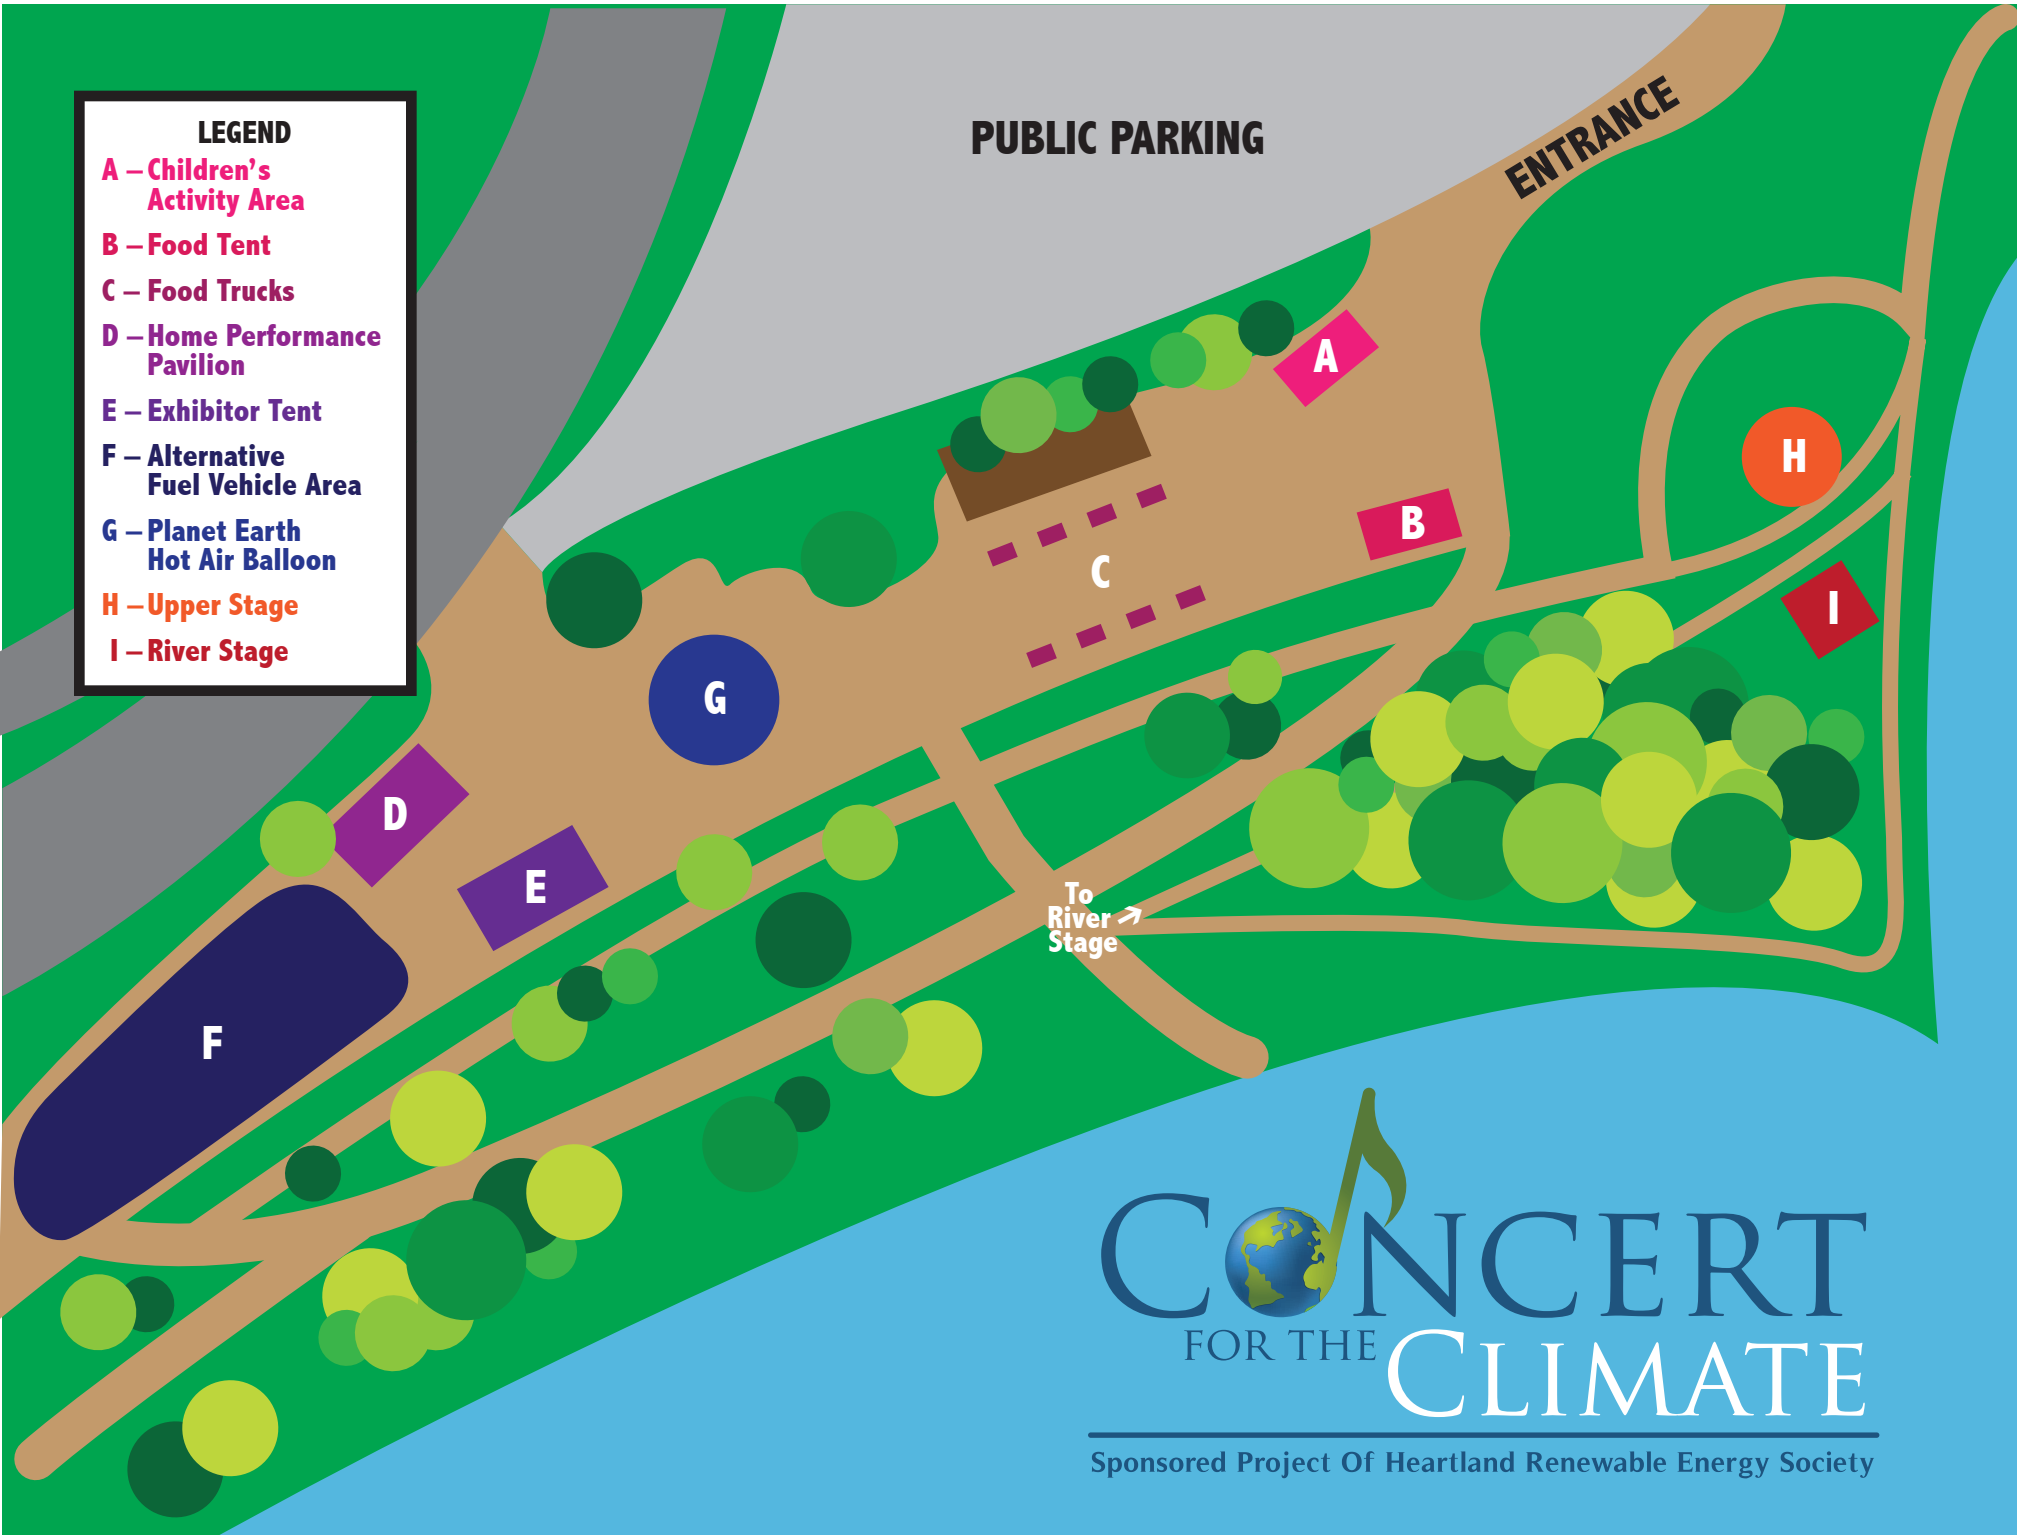 PUBLIC PARKING
ENTRANCE
LEGEND
A – Children's
Activity Area
B – Food Tent
C – Food Trucks
D – Home Performance
Pavilion
E – Exhibitor Tent
F – Alternative
Fuel Vehicle Area
G – Planet Earth
Hot Air Balloon
H – Upper Stage
I – River Stage
A
B
C
D
E
F
G
H
I
To
River ↗
Stage
CONCERT
FOR THE CLIMATE
Sponsored Project Of Heartland Renewable Energy Society